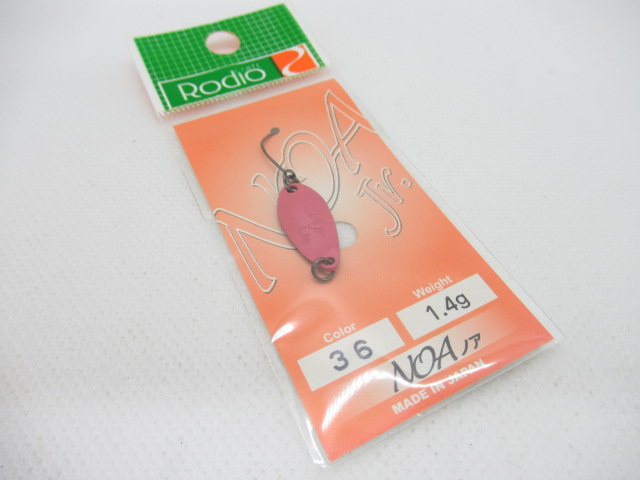 Rodio
NOA
Jr.
Color
36
Weight
1.4g
NOA ノア
MADE IN JAPAN